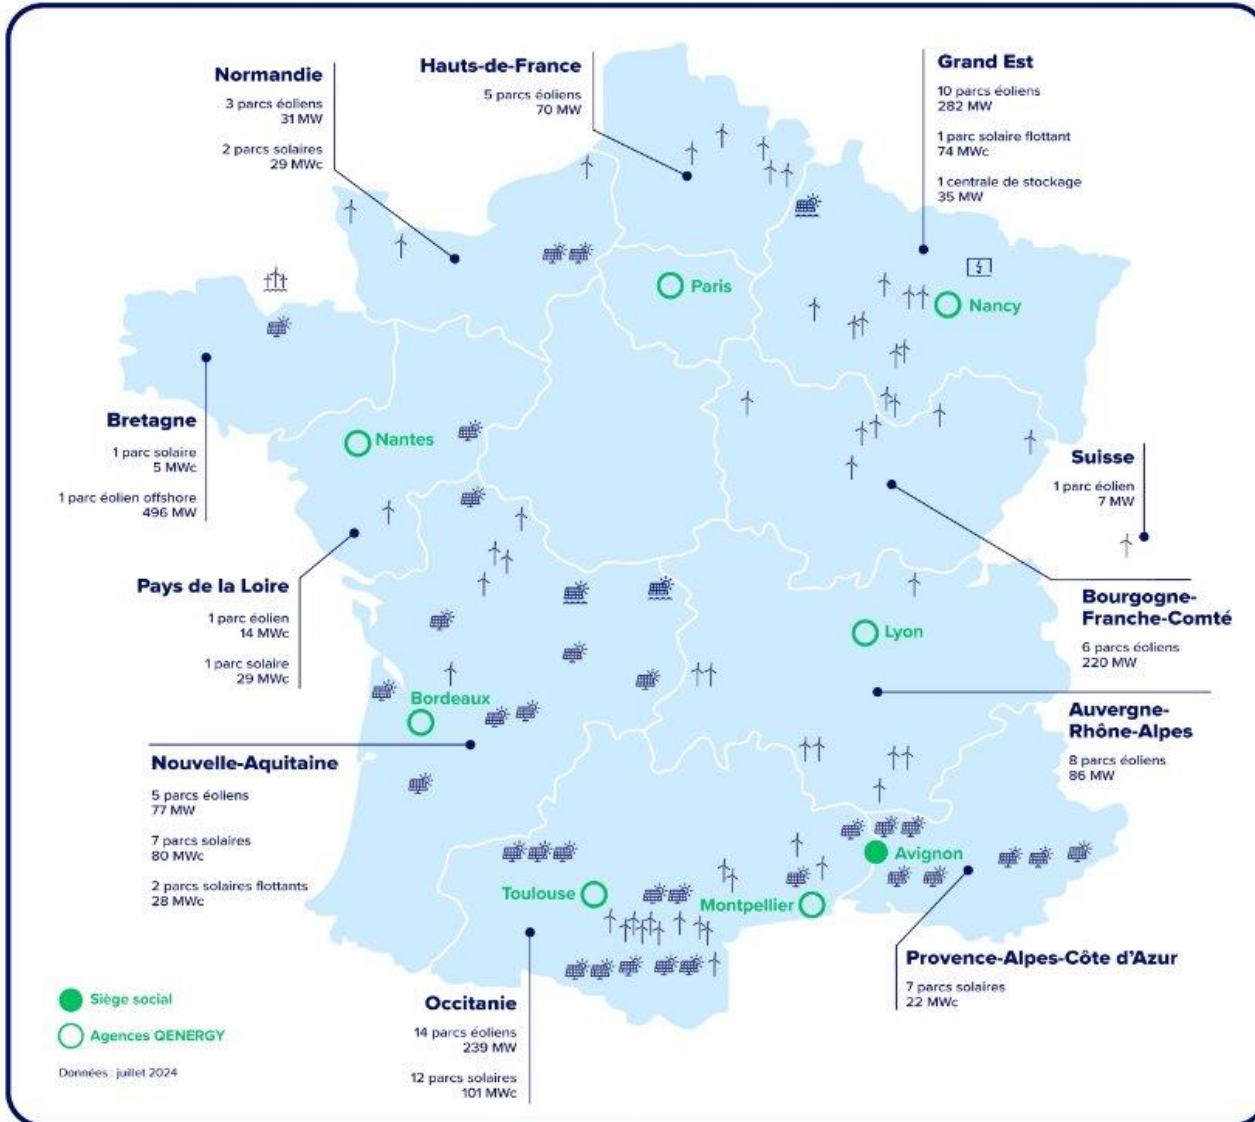 Normandie
3 parcs éoliens
31 MW
2 parcs solaires
29 MWc
Hauts-de-France
5 parcs éoliens
70 MW
Grand Est
10 parcs éoliens
282 MW
1 parc solaire flottant
74 MWc
1 centrale de stockage
35 MW
Paris
Nancy
Bretagne
1 parc solaire
5 MWc
1 parc éolien offshore
496 MW
Nantes
Suisse
1 parc éolien
7 MW
Pays de la Loire
1 parc éolien
14 MWc
1 parc solaire
29 MWc
Bourgogne-
Franche-Comté
6 parcs éoliens
220 MW
Lyon
Bordeaux
Auvergne-
Rhône-Alpes
8 parcs éoliens
86 MW
Nouvelle-Aquitaine
5 parcs éoliens
77 MW
7 parcs solaires
80 MWc
2 parcs solaires flottants
28 MWc
Avignon
Toulouse
Montpellier
Provence-Alpes-Côte d'Azur
7 parcs solaires
22 MWc
Occitanie
14 parcs éoliens
239 MW
12 parcs solaires
101 MWc
Siège social
Agences QENERGY
Données : juillet 2024